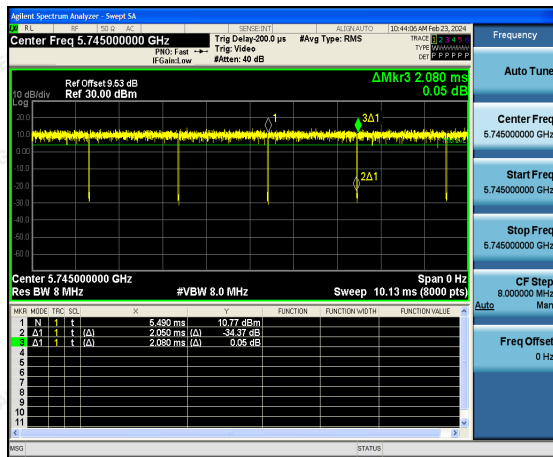 Agilent Spectrum Analyzer - Swept SA
RL RF 50 Ω AC SENSE:INT ALIGN AUTO 10:44:06 AM Feb 23, 2024
Center Freq 5.745000000 GHz
Trig Delay-200.0 µs #Avg Type: RMS
PNO: Fast Trig: Video
IFGain:Low #Atten: 40 dB
TRACE 1 2 3 4 5 6
TYPE WWWWWW
DET P P P P P P
Frequency
Auto Tune
Center Freq
5.745000000 GHz
Start Freq
5.745000000 GHz
Stop Freq
5.745000000 GHz
CF Step
8.000000 MHz
Auto Man
Freq Offset
0 Hz
ΔMkr3 2.080 ms
0.05 dB
Ref Offset 9.53 dB
10 dB/div Ref 30.00 dBm
Log
20.0
10.0
0.00
-10.0
-20.0
-30.0
-40.0
-50.0
-60.0
1
3Δ1
2Δ1
Center 5.745000000 GHz Span 0 Hz
Res BW 8 MHz #VBW 8.0 MHz Sweep 10.13 ms (8000 pts)
MKR MODE TRC SCL X Y FUNCTION FUNCTION WIDTH FUNCTION VALUE
1 N 1 t 5.490 ms 10.77 dBm
2 Δ1 1 t (Δ) 2.050 ms (Δ) -34.37 dB
3 Δ1 1 t (Δ) 2.080 ms (Δ) 0.05 dB
4
5
6
7
8
9
10
11
MSG STATUS